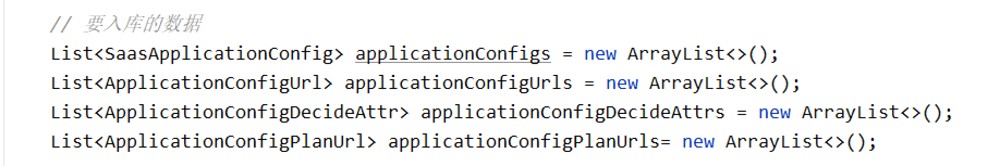 // 要入库的数据
List<SaasApplicationConfig> applicationConfigs = new ArrayList<>();
List<ApplicationConfigUrl> applicationConfigUrls = new ArrayList<>();
List<ApplicationConfigDecideAttr> applicationConfigDecideAttrs = new ArrayList<>();
List<ApplicationConfigPlanUrl> applicationConfigPlanUrls= new ArrayList<>();